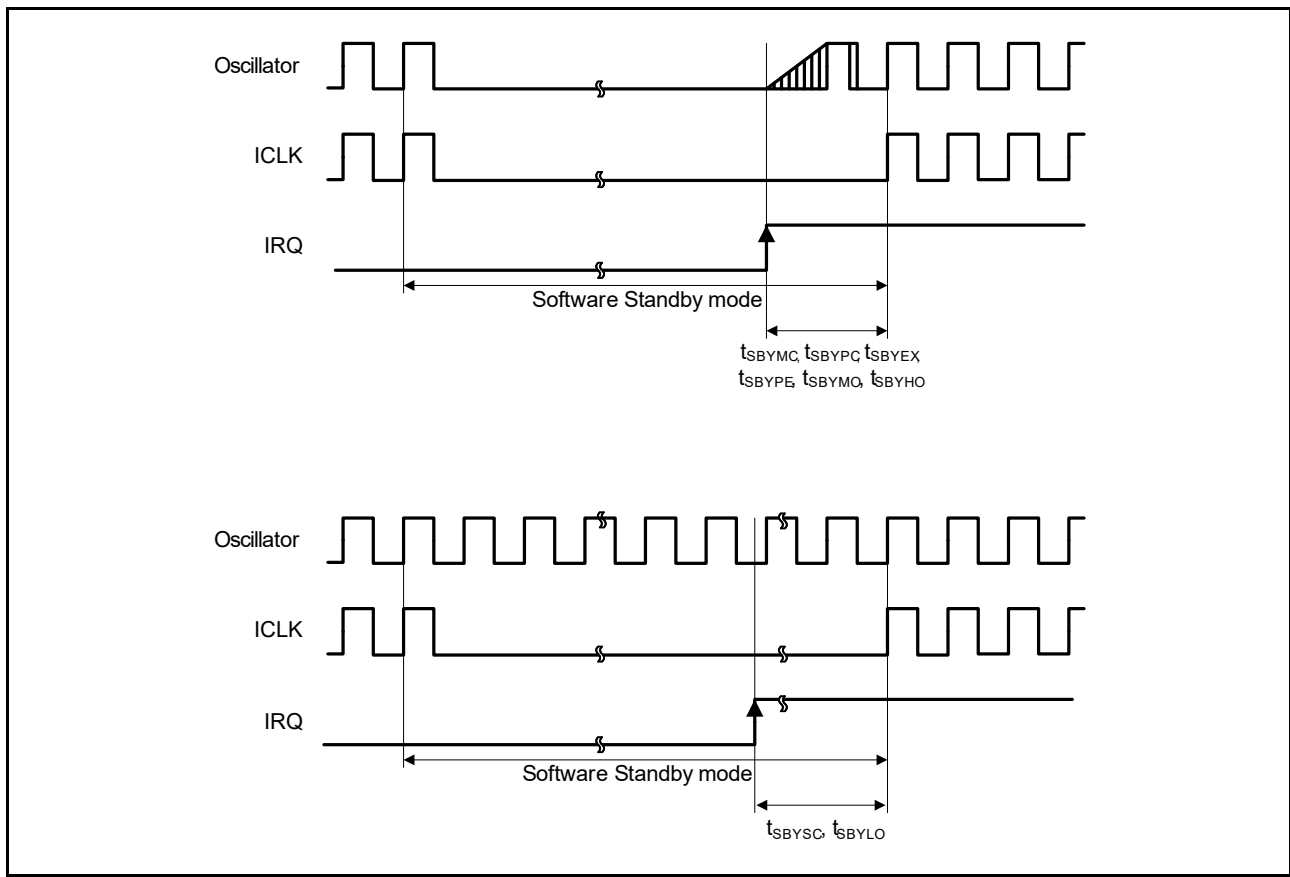 Oscillator
ICLK
IRQ
Software Standby mode
tSBYMC, tSBYPC, tSBYEX,
tSBYPE, tSBYMO, tSBYHO
Oscillator
ICLK
IRQ
Software Standby mode
tSBYSC, tSBYLO